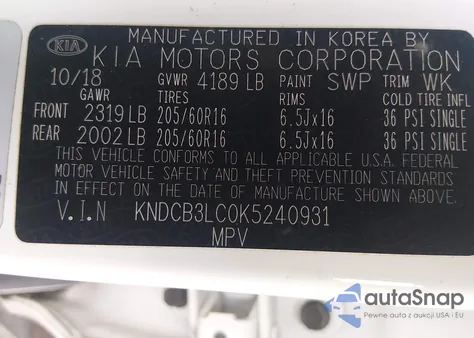 MANUFACTURED IN KOREA BY
KIA KIA MOTORS CORPORATION
10/18 GVWR 4189 LB PAINT SWP TRIM WK
GAWR TIRES RIMS COLD TIRE INFL
FRONT 2319 LB 205/60R16 6.5Jx16 36 PSI SINGLE
REAR 2002 LB 205/60R16 6.5Jx16 36 PSI SINGLE
THIS VEHICLE CONFORMS TO ALL APPLICABLE U.S.A. FEDERAL
MOTOR VEHICLE SAFETY AND THEFT PREVENTION STANDARDS
IN EFFECT ON THE DATE OF MANUFACTURE SHOWN ABOVE.
V.I.N KNDCB3LC0K5240931
MPV
autoSnap
Pewne auta z USA i EU